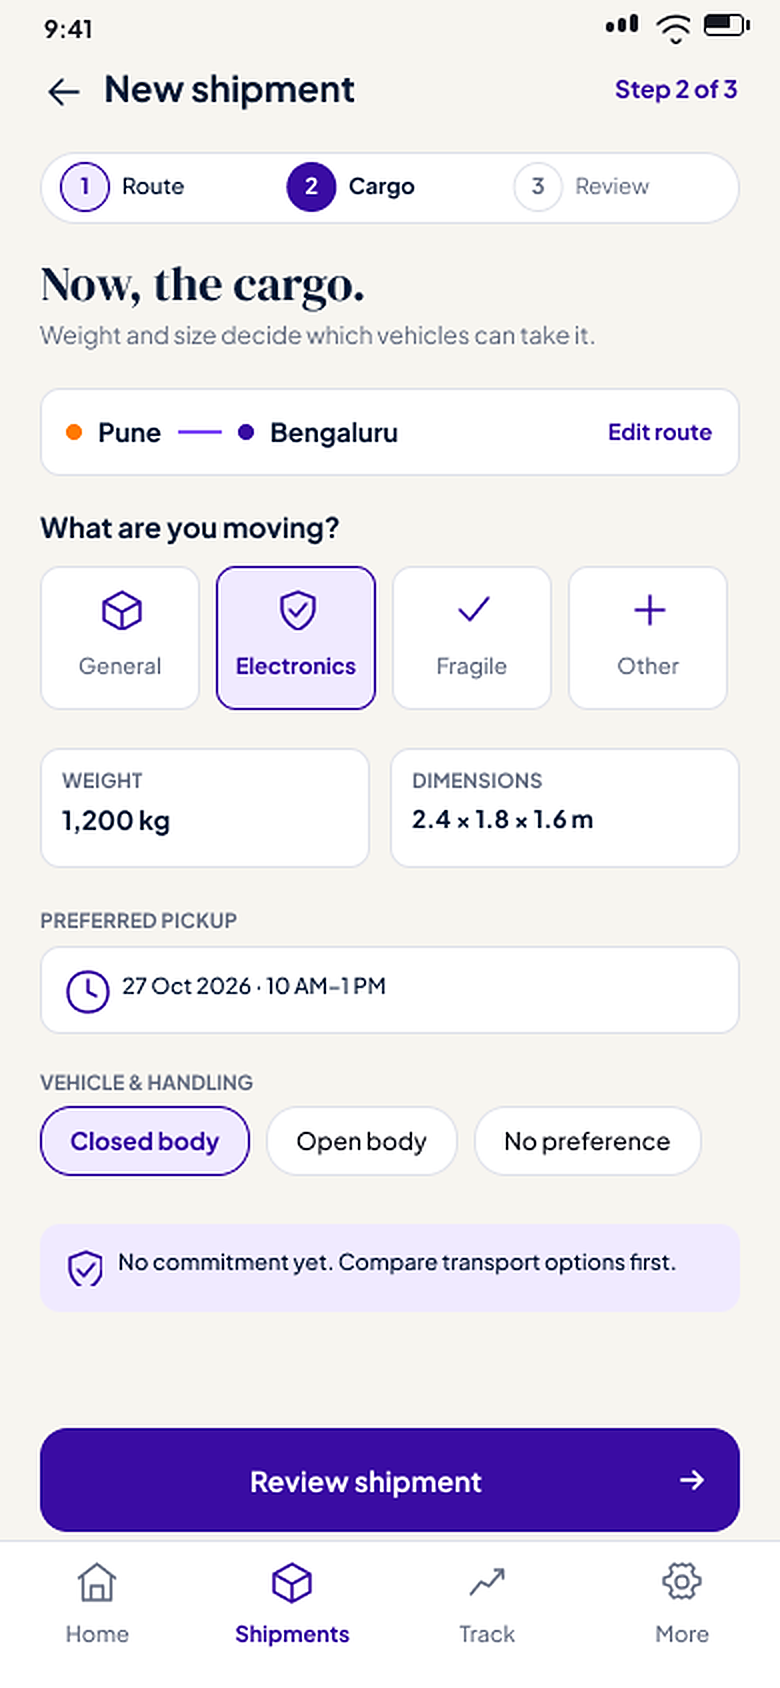 9:41
New shipment
Step 2 of 3
1 Route
2 Cargo
3 Review
Now, the cargo.
Weight and size decide which vehicles can take it.
Pune
Bengaluru
Edit route
What are you moving?
General
Electronics
Fragile
Other
WEIGHT
1,200 kg
DIMENSIONS
2.4 × 1.8 × 1.6 m
PREFERRED PICKUP
27 Oct 2026 · 10 AM–1 PM
VEHICLE & HANDLING
Closed body
Open body
No preference
No commitment yet. Compare transport options first.
Review shipment
Home
Shipments
Track
More